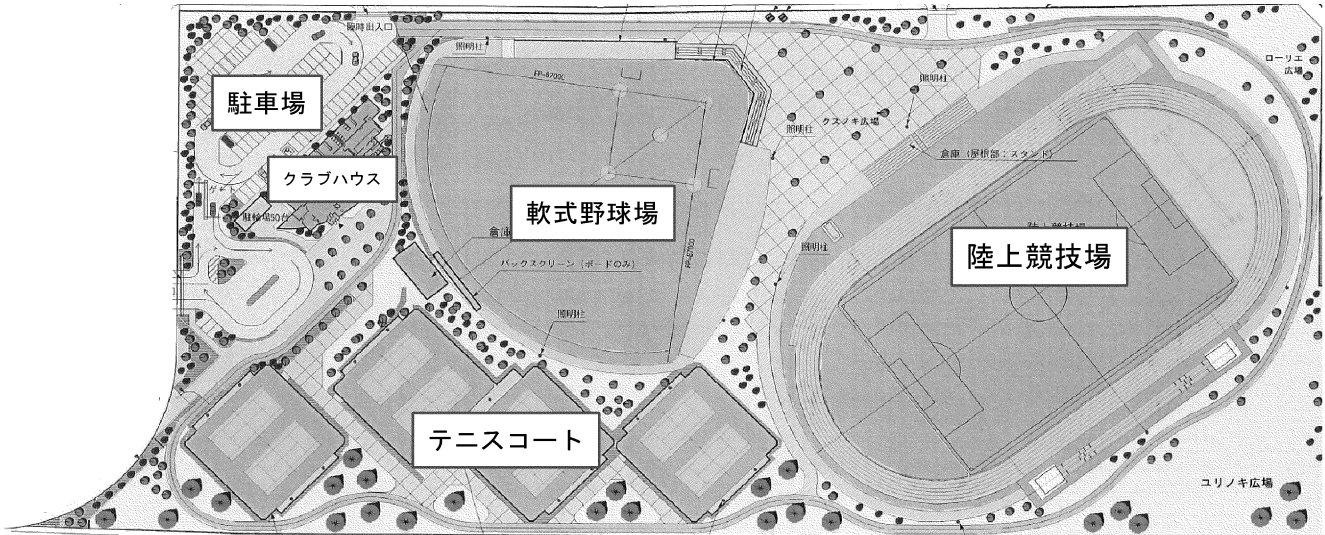 臨時出入口
照明柱
ローリエ
広場
照明柱
駐車場
クスノキ広場
照明柱
倉庫（屋根部：スタンド）
クラブハウス
ゲート
駐輪場50台
軟式野球場
倉庫
陸上競技場
陸上競技場
照明柱
バックスクリーン（ボードのみ）
照明柱
テニスコート
ユリノキ広場